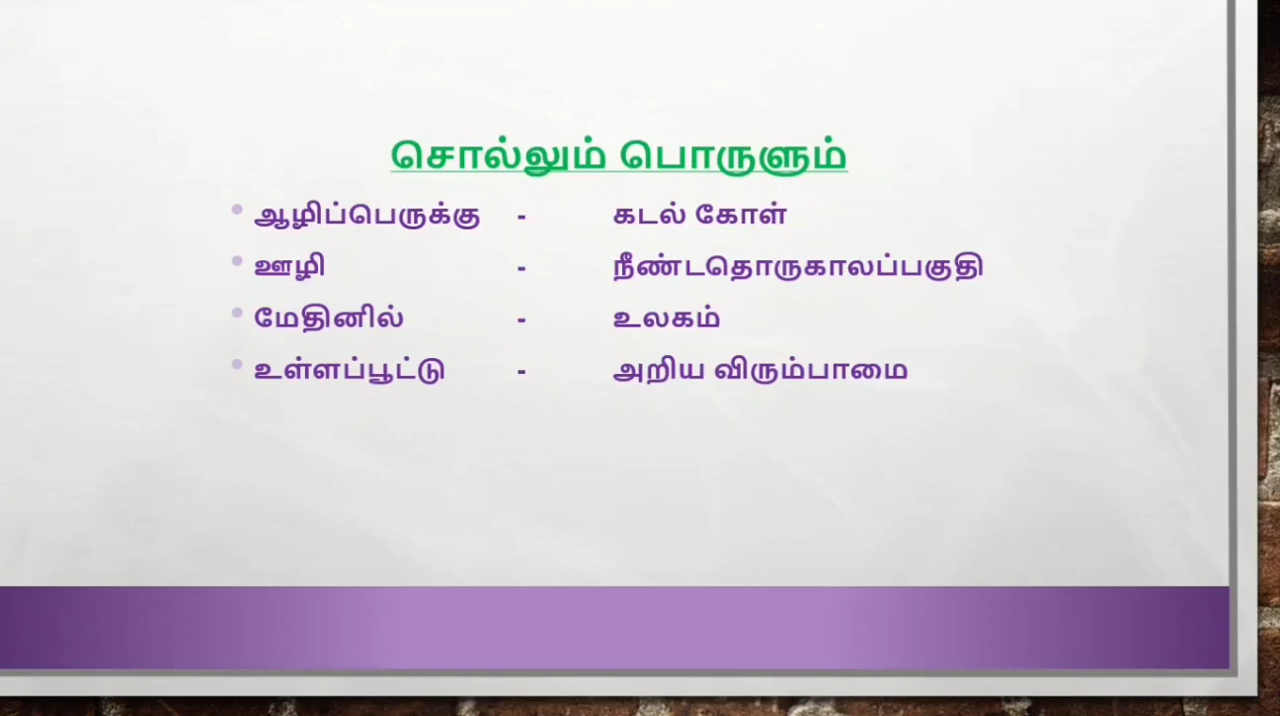 சொல்லும் பொருளும்
• ஆழிப்பெருக்கு - கடல் கோள்
• ஊழி - நீண்டதொருகாலப்பகுதி
• மேதினில் - உலகம்
• உள்ளப்பூட்டு - அறிய விரும்பாமை